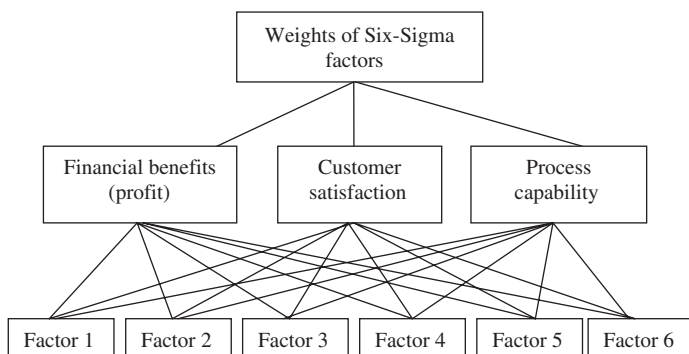 Weights of Six-Sigma
factors
Financial benefits
(profit)
Customer
satisfaction
Process
capability
Factor 1
Factor 2
Factor 3
Factor 4
Factor 5
Factor 6